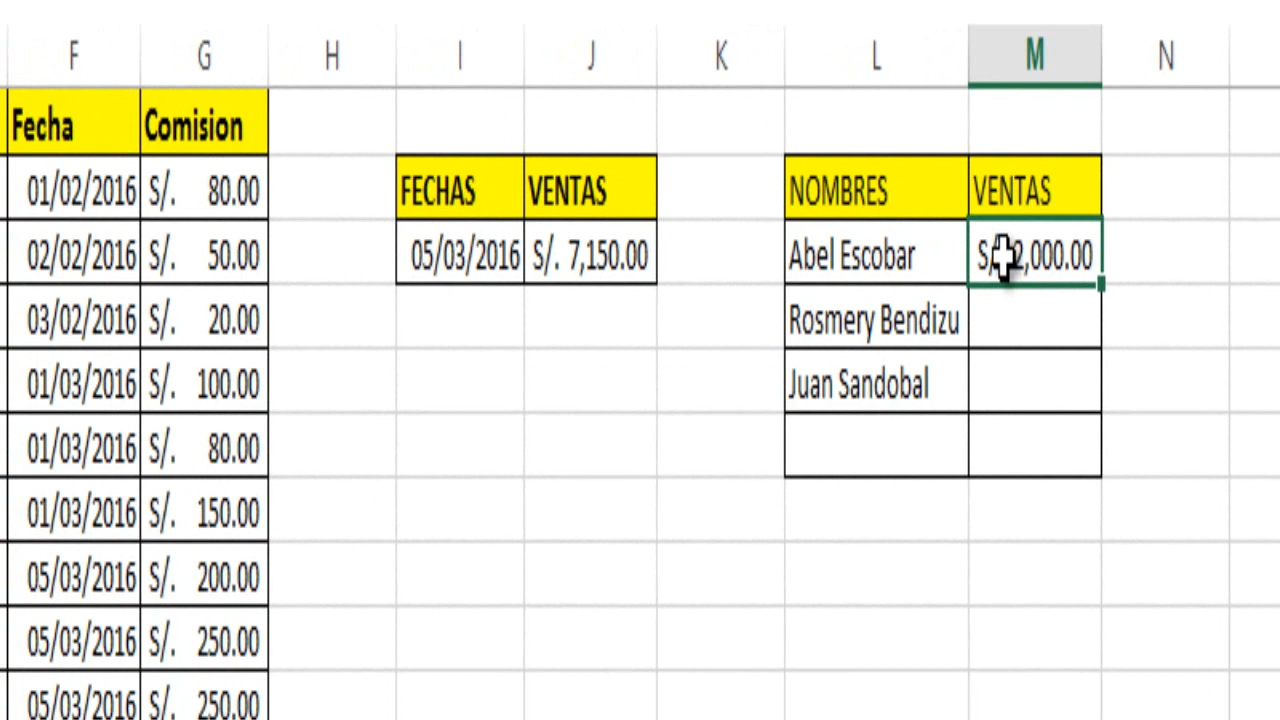 F G H I J K L M N
Fecha Comision
01/02/2016 S/. 80.00 FECHAS VENTAS NOMBRES VENTAS
02/02/2016 S/. 50.00 05/03/2016 S/. 7,150.00 Abel Escobar
03/02/2016 S/. 20.00 Rosmery Bendizu
01/03/2016 S/. 100.00 Juan Sandobal
01/03/2016 S/. 80.00
01/03/2016 S/. 150.00
05/03/2016 S/. 200.00
05/03/2016 S/. 250.00
05/03/2016 S/. 250.00